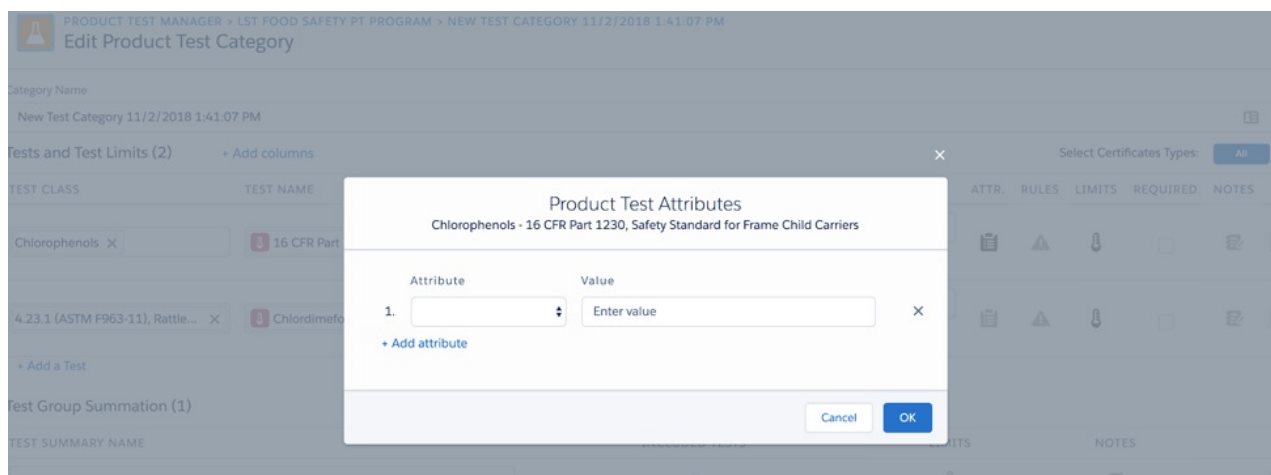 PRODUCT TEST MANAGER > LST FOOD SAFETY PT PROGRAM > NEW TEST CATEGORY 11/2/2018 1:41:07 PM
Edit Product Test Category
Category Name
New Test Category 11/2/2018 1:41:07 PM
Tests and Test Limits (2) + Add columns Select Certificates Types: All
TEST CLASS TEST NAME ATTR. RULES LIMITS REQUIRED NOTES
Product Test Attributes
Chlorophenols - 16 CFR Part 1230, Safety Standard for Frame Child Carriers
Chlorophenols × 16 CFR Part
Attribute Value
1. Enter value
4.23.1 (ASTM F963-11), Rattle... × Chlordimefo
+ Add attribute
+ Add a Test
Test Group Summation (1)
Cancel OK
TEST SUMMARY NAME INCLUDED TESTS LIMITS NOTES